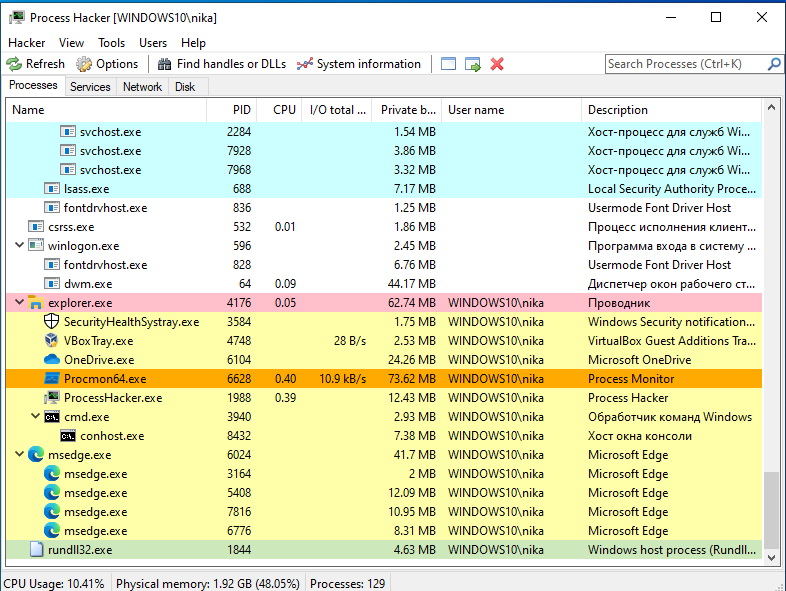 Process Hacker [WINDOWS10\nika]
Hacker View Tools Users Help
Refresh Options Find handles or DLLs System information Search Processes (Ctrl+K)
Processes Services Network Disk
Name PID CPU I/O total ... Private b... User name Description
svchost.exe 2284 1.54 MB Хост-процесс для служб Wi...
svchost.exe 7928 3.86 MB Хост-процесс для служб Wi...
svchost.exe 7968 3.32 MB Хост-процесс для служб Wi...
lsass.exe 688 7.17 MB Local Security Authority Proce...
fontdrvhost.exe 836 1.25 MB Usermode Font Driver Host
csrss.exe 532 0.01 1.86 MB Процесс исполнения клиент...
winlogon.exe 596 2.45 MB Программа входа в систему ...
fontdrvhost.exe 828 6.76 MB Usermode Font Driver Host
dwm.exe 64 0.09 44.17 MB Диспетчер окон рабочего ст...
explorer.exe 4176 0.05 62.74 MB WINDOWS10\nika Проводник
SecurityHealthSystray.exe 3584 1.75 MB WINDOWS10\nika Windows Security notification...
VBoxTray.exe 4748 28 B/s 2.53 MB WINDOWS10\nika VirtualBox Guest Additions Tra...
OneDrive.exe 6104 24.26 MB WINDOWS10\nika Microsoft OneDrive
Procmon64.exe 6628 0.40 10.9 kB/s 73.62 MB WINDOWS10\nika Process Monitor
ProcessHacker.exe 1988 0.39 12.43 MB WINDOWS10\nika Process Hacker
cmd.exe 3940 2.93 MB WINDOWS10\nika Обработчик команд Windows
conhost.exe 8432 7.38 MB WINDOWS10\nika Хост окна консоли
msedge.exe 6024 41.7 MB WINDOWS10\nika Microsoft Edge
msedge.exe 3164 2 MB WINDOWS10\nika Microsoft Edge
msedge.exe 5408 12.09 MB WINDOWS10\nika Microsoft Edge
msedge.exe 7816 10.95 MB WINDOWS10\nika Microsoft Edge
msedge.exe 6776 8.31 MB WINDOWS10\nika Microsoft Edge
rundll32.exe 1844 4.63 MB WINDOWS10\nika Windows host process (Rundll...
CPU Usage: 10.41% Physical memory: 1.92 GB (48.05%) Processes: 129